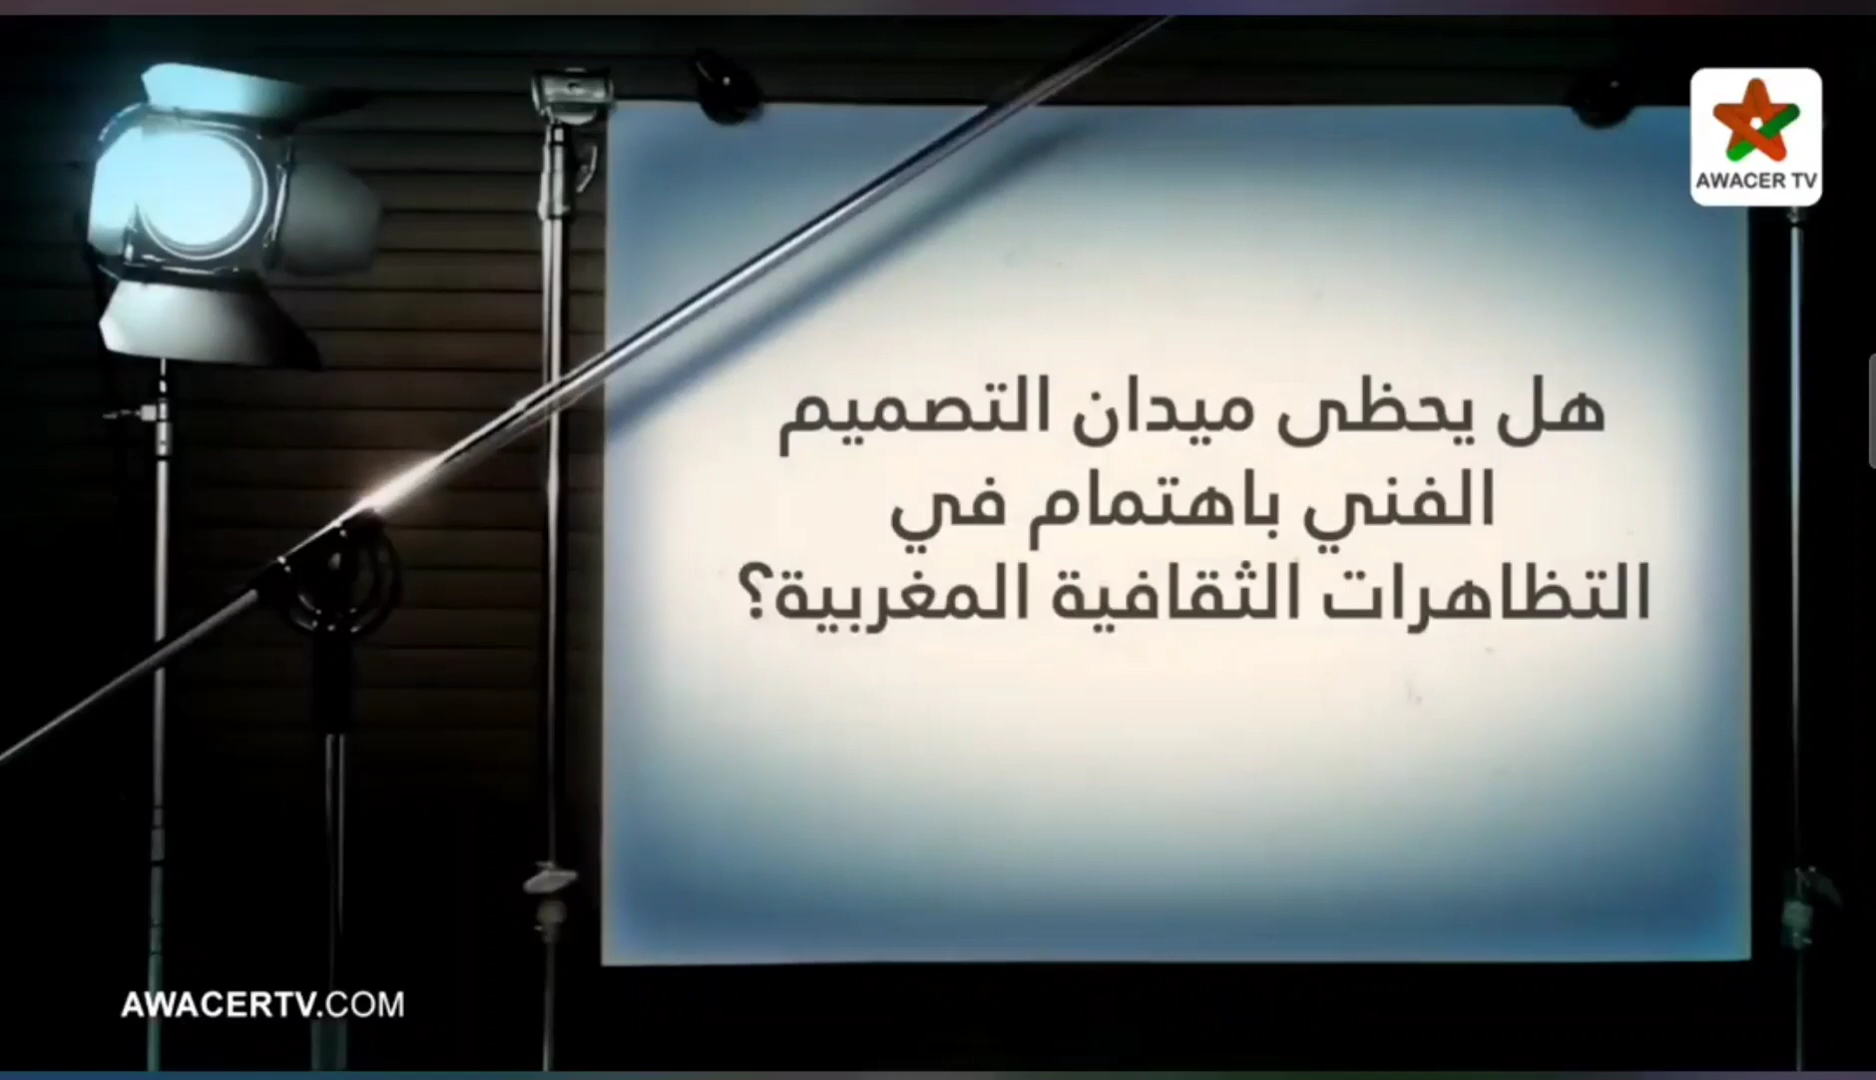 AWACER TV
هل يحظى ميدان التصميم
الفني باهتمام في
التظاهرات الثقافية المغربية؟
AWACERTV.COM